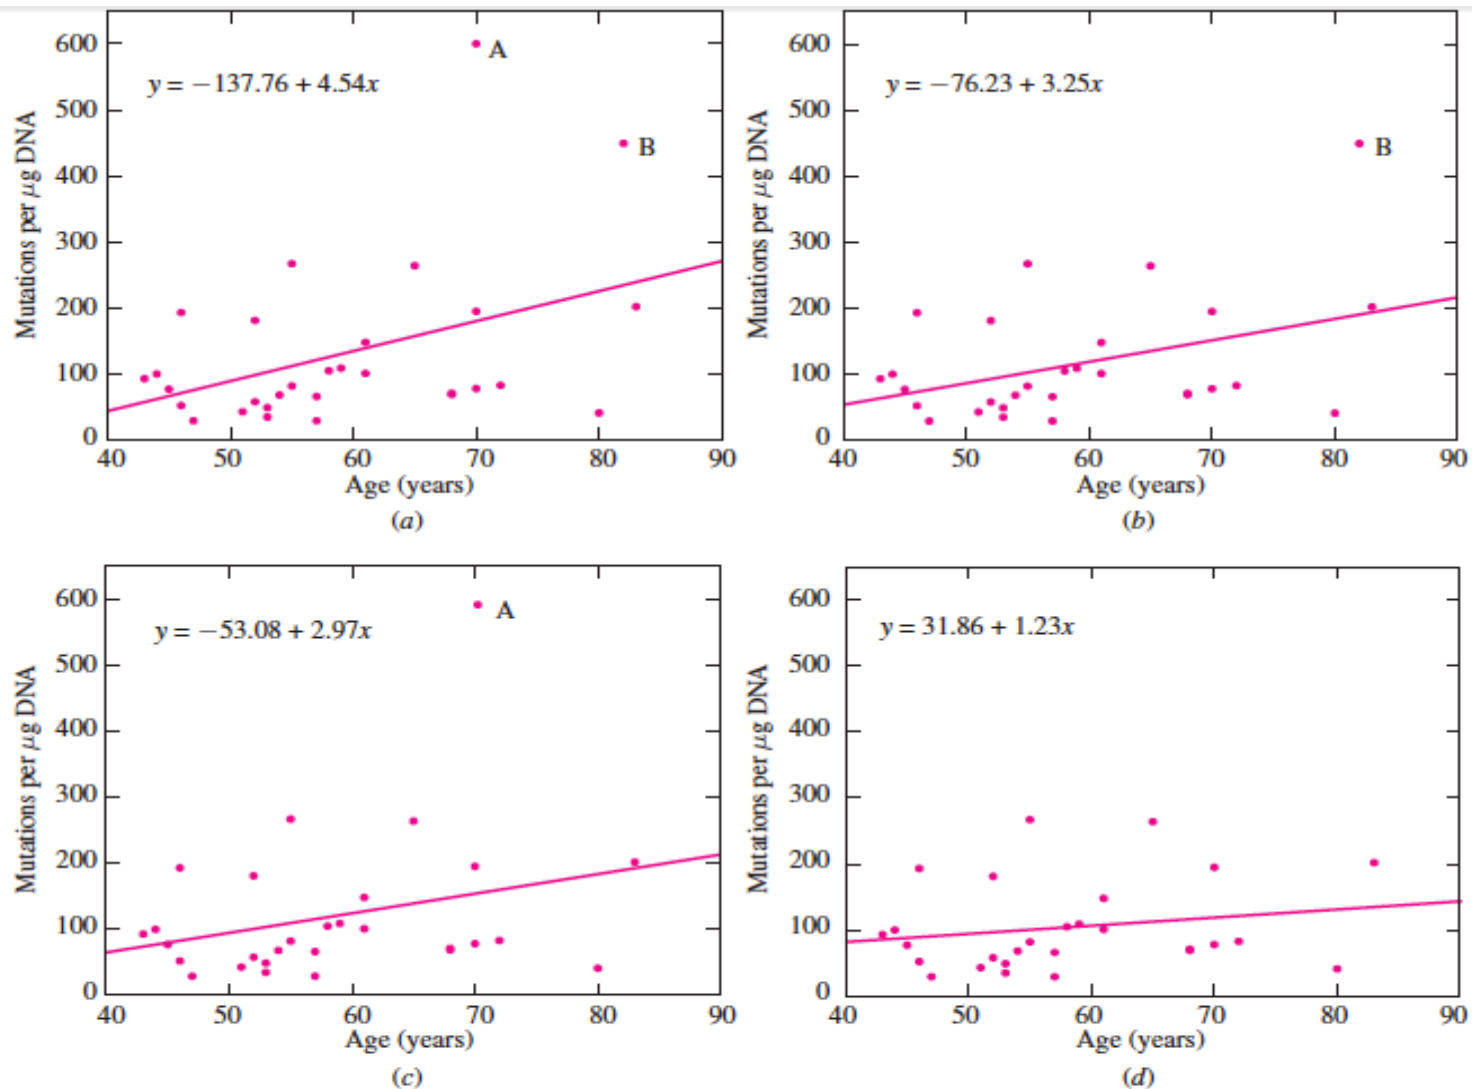 600
500
400
300
200
100
0
Mutations per μg DNA
y = −137.76 + 4.54x
A
B
40 50 60 70 80 90
Age (years)
(a)
600
500
400
300
200
100
0
Mutations per μg DNA
y = −76.23 + 3.25x
B
40 50 60 70 80 90
Age (years)
(b)
600
500
400
300
200
100
0
Mutations per μg DNA
y = −53.08 + 2.97x
A
40 50 60 70 80 90
Age (years)
(c)
600
500
400
300
200
100
0
Mutations per μg DNA
y = 31.86 + 1.23x
40 50 60 70 80 90
Age (years)
(d)